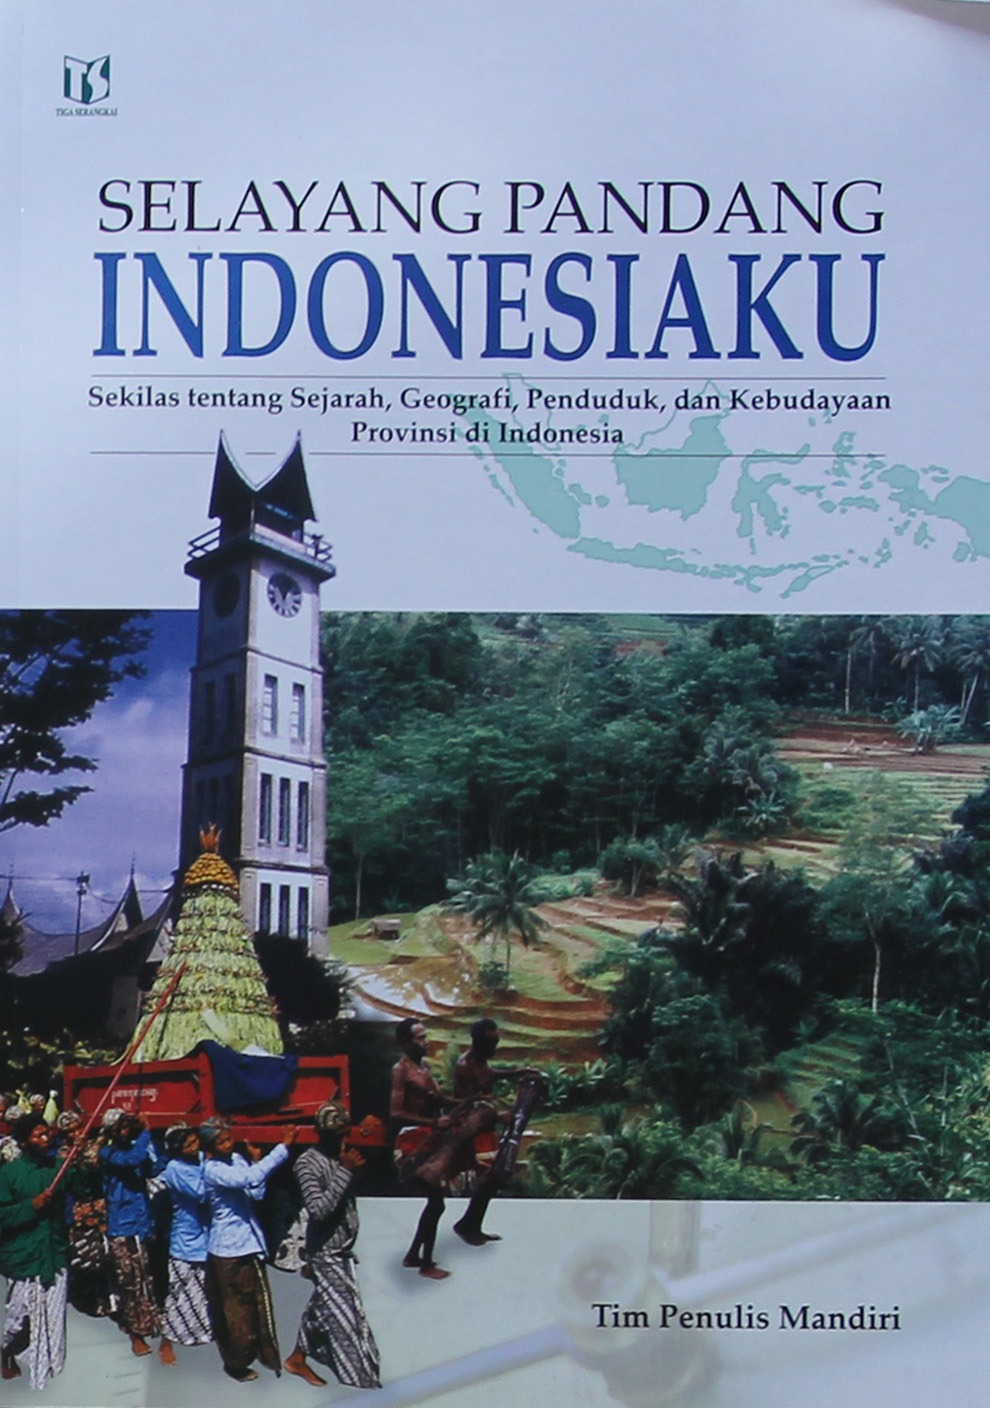 TS
TIGA SERANGKAI
SELAYANG PANDANG
INDONESIAKU
Sekilas tentang Sejarah, Geografi, Penduduk, dan Kebudayaan
Provinsi di Indonesia
Tim Penulis Mandiri